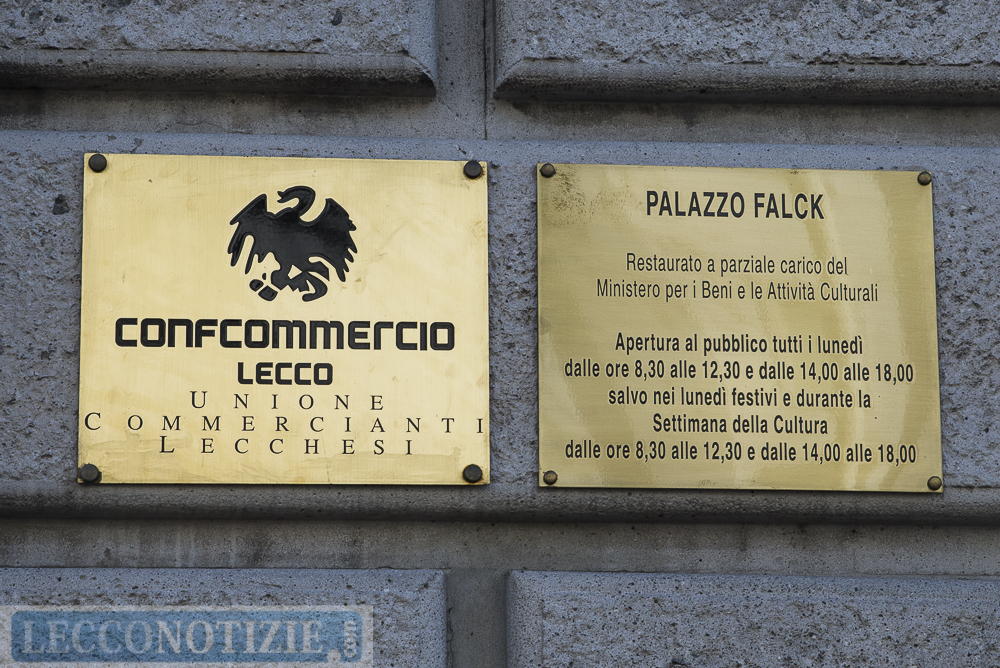 CONFCOMMERCIO
LECCO
UNIONE
COMMERCIANTI
LECCHESI
PALAZZO FALCK
Restaurato a parziale carico del
Ministero per i Beni e le Attività Culturali
Apertura al pubblico tutti i lunedì
dalle ore 8,30 alle 12,30 e dalle 14,00 alle 18,00
salvo nei lunedì festivi e durante la
Settimana della Cultura
dalle ore 8,30 alle 12,30 e dalle 14,00 alle 18,00
LECCONOTIZIE.com